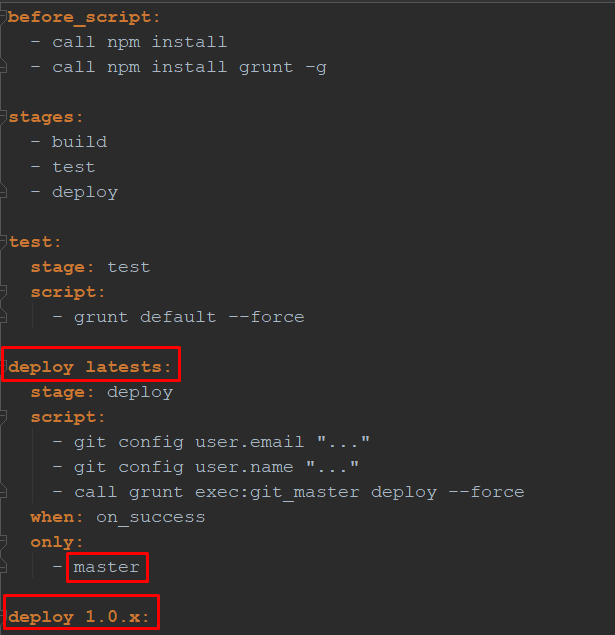 before_script:
- call npm install
- call npm install grunt -g
stages:
- build
- test
- deploy
test:
stage: test
script:
- grunt default --force
deploy latests:
stage: deploy
script:
- git config user.email "..."
- git config user.name "..."
- call grunt exec:git_master deploy --force
when: on_success
only:
- master
deploy 1.0.x: